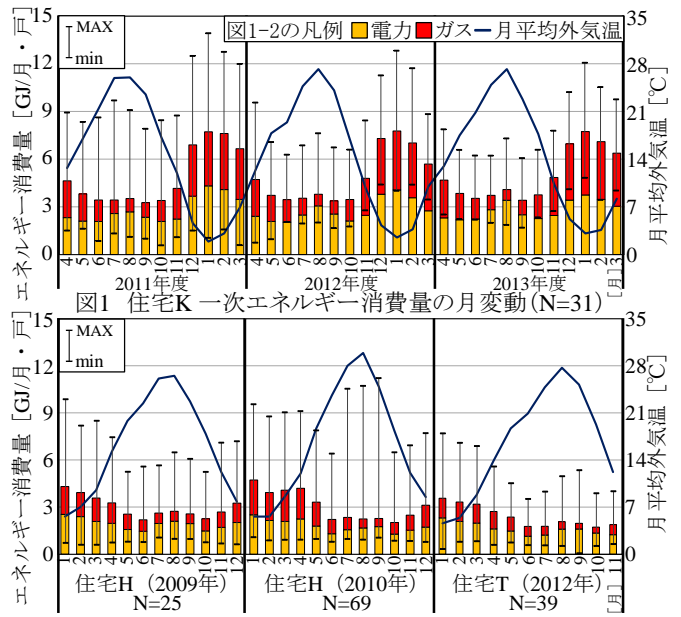 エネルギー消費量 [GJ/月・戸]
15
12
9
6
3
0
MAX
min
図1-2の凡例 電力 ガス 月平均外気温
35
28
21
14
7
0
月平均外気温 [℃]
4 5 6 7 8 9 10 11 12 1 2 3 4 5 6 7 8 9 10 11 12 1 2 3 4 5 6 7 8 9 10 11 12 1 2 3
[月]
2011年度 2012年度 2013年度
図1 住宅K 一次エネルギー消費量の月変動(N=31)
エネルギー消費量 [GJ/月・戸]
15
12
9
6
3
0
MAX
min
35
28
21
14
7
0
月平均外気温 [℃]
1 2 3 4 5 6 7 8 9 10 11 12 1 2 3 4 5 6 7 8 9 10 11 12 1 2 3 4 5 6 7 8 9 10 11
[月]
住宅H (2009年) 住宅H (2010年) 住宅T (2012年)
N=25 N=69 N=39